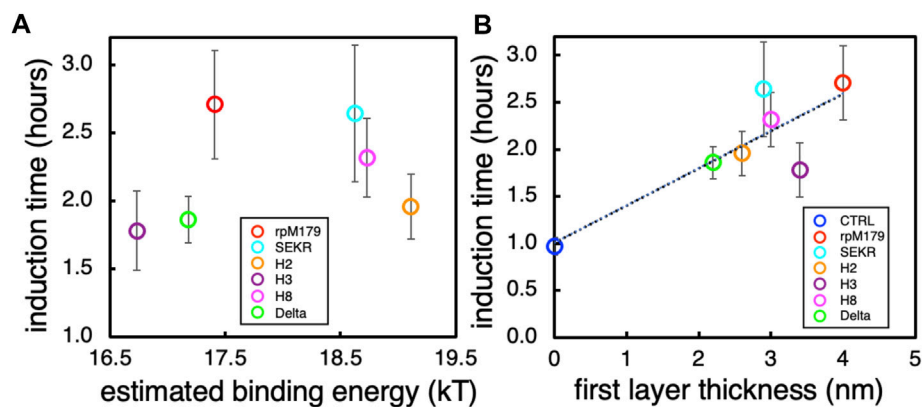 A
induction time (hours)
3.0
2.5
2.0
1.5
1.0
rpM179
SEKR
H2
H3
H8
Delta
16.5 17.5 18.5 19.5
estimated binding energy (kT)
B
induction time (hours)
3.0
2.5
2.0
1.5
1.0
0.5
0.0
CTRL
rpM179
SEKR
H2
H3
H8
Delta
0 1 2 3 4 5
first layer thickness (nm)